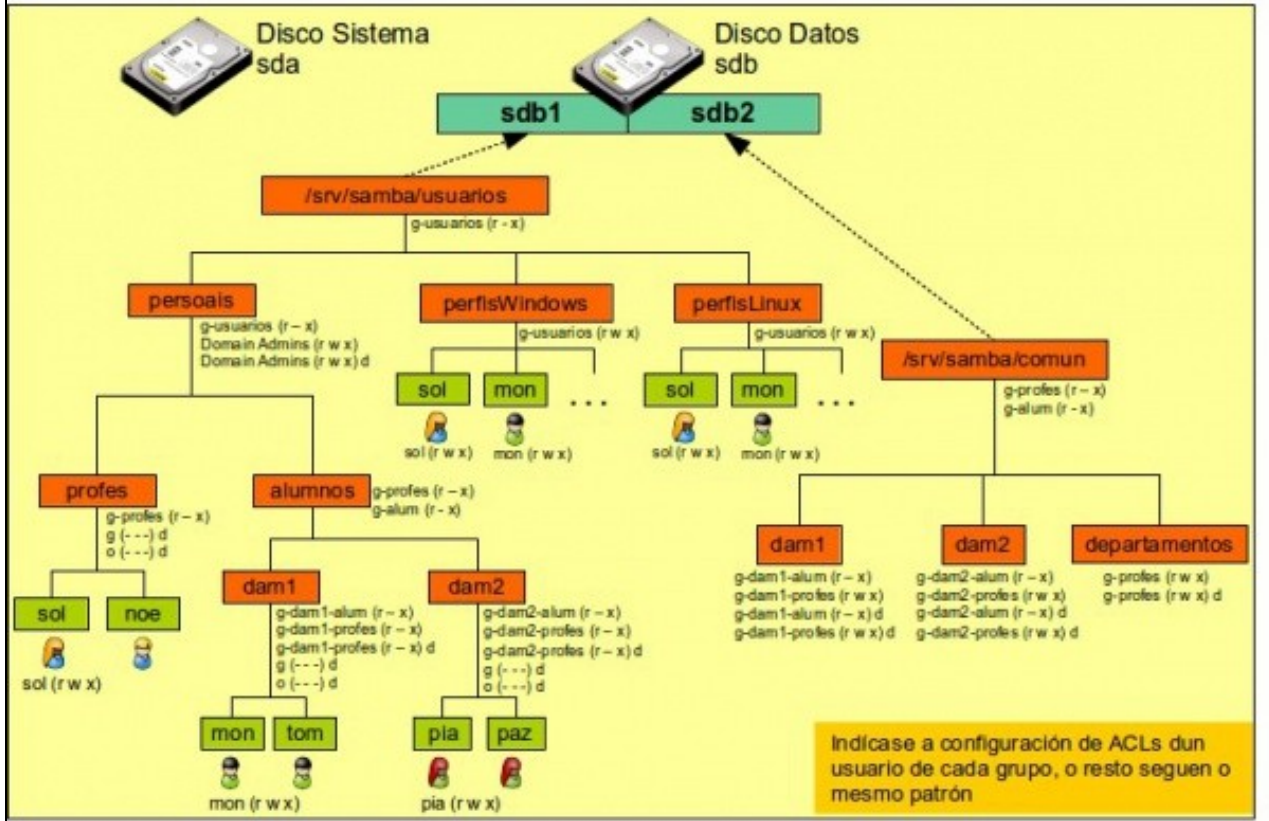 Disco Sistema
sda
Disco Datos
sdb
sdb1
sdb2
/srv/samba/usuarios
g-usuarios (r - x)
persoais
g-usuarios (r – x)
Domain Admins (r w x)
Domain Admins (r w x) d
perfisWindows
g-usuarios (r w x)
sol
mon
. . .
sol (r w x)
mon (r w x)
perfisLinux
g-usuarios (r w x)
sol
mon
. . .
sol (r w x)
mon (r w x)
/srv/samba/comun
g-profes (r – x)
g-alum (r - x)
profes
g-profes (r – x)
g (- - -) d
o (- - -) d
sol
noe
sol (r w x)
alumnos
g-profes (r – x)
g-alum (r - x)
dam1
g-dam1-alum (r – x)
g-dam1-profes (r – x)
g-dam1-profes (r – x) d
g (- - -) d
o (- - -) d
mon
tom
mon (r w x)
dam2
g-dam2-alum (r – x)
g-dam2-profes (r – x)
g-dam2-profes (r – x) d
g (- - -) d
o (- - -) d
pia
paz
pia (r w x)
dam1
g-dam1-alum (r – x)
g-dam1-profes (r w x)
g-dam1-alum (r – x) d
g-dam1-profes (r w x) d
dam2
g-dam2-alum (r – x)
g-dam2-profes (r w x)
g-dam2-alum (r – x) d
g-dam2-profes (r w x) d
departamentos
g-profes (r w x)
g-profes (r w x) d
Indícase a configuración de ACLs dun
usuario de cada grupo, o resto seguen o
mesmo patrón